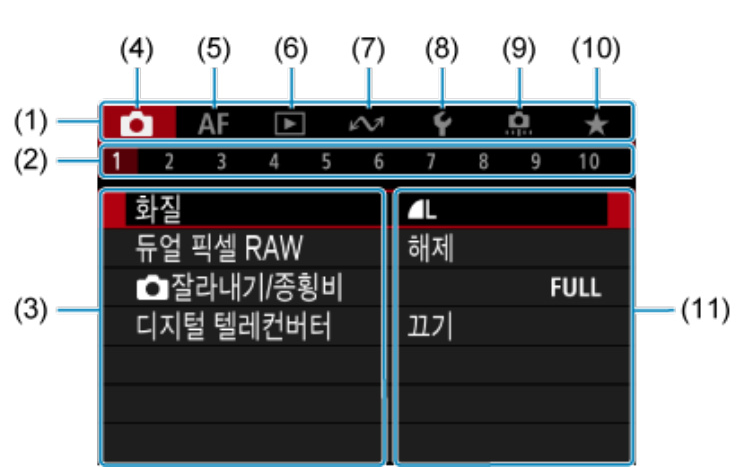 (4) (5) (6) (7) (8) (9) (10)
(1) AF
(2) 1 2 3 4 5 6 7 8 9 10
화질 L
듀얼 픽셀 RAW 해제
잘라내기/종횡비 FULL
(3) (11)
디지털 텔레컨버터 끄기